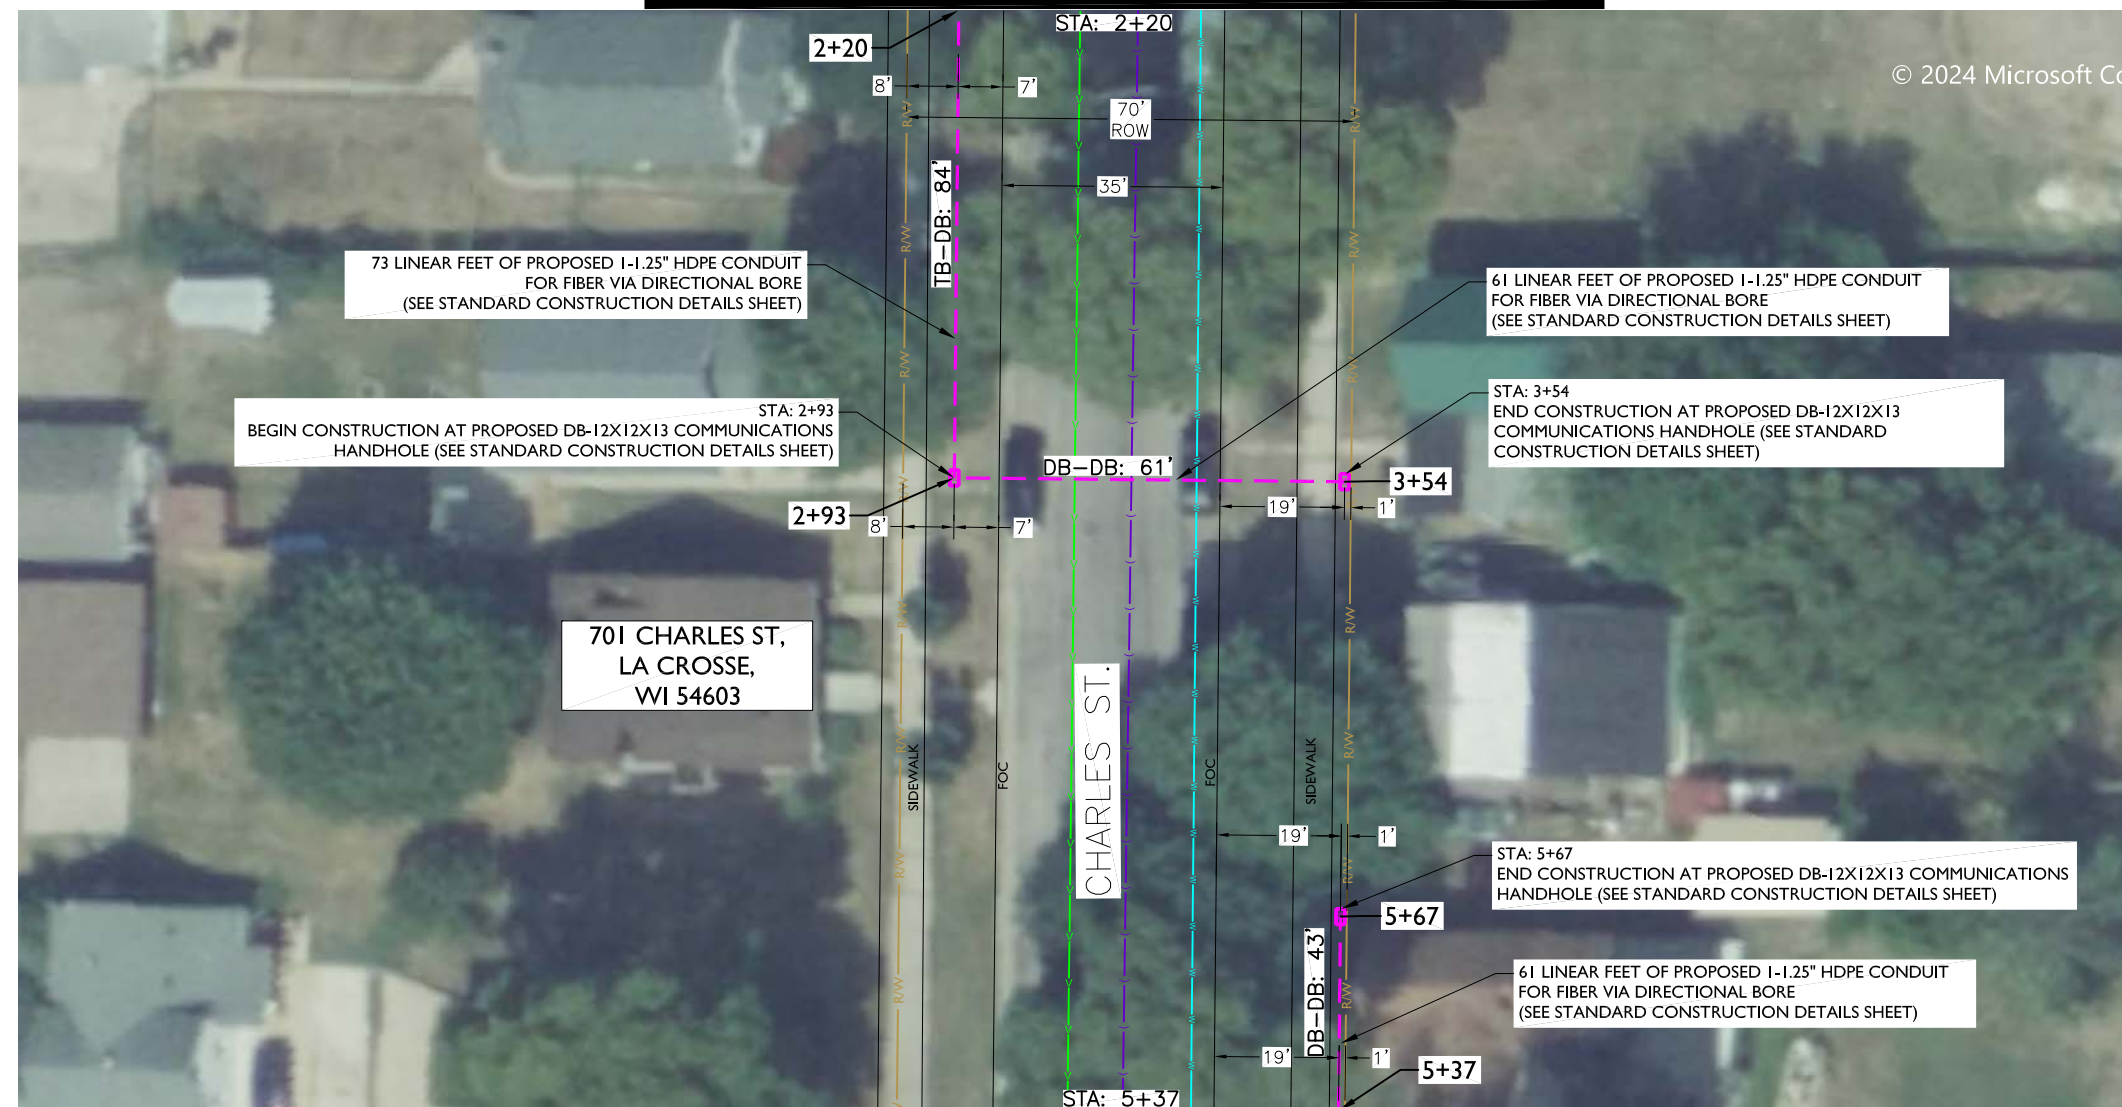 STA: 2+20
2+20
© 2024 Microsoft Co
8'
7'
70'
ROW
R/W
R/W
35'
TB-DB: 84'
R/W
R/W
73 LINEAR FEET OF PROPOSED 1-1.25" HDPE CONDUIT
FOR FIBER VIA DIRECTIONAL BORE
(SEE STANDARD CONSTRUCTION DETAILS SHEET)
61 LINEAR FEET OF PROPOSED 1-1.25" HDPE CONDUIT
FOR FIBER VIA DIRECTIONAL BORE
(SEE STANDARD CONSTRUCTION DETAILS SHEET)
R/W
R/W
STA: 2+93
BEGIN CONSTRUCTION AT PROPOSED DB-12X12X13 COMMUNICATIONS
HANDHOLE (SEE STANDARD CONSTRUCTION DETAILS SHEET)
STA: 3+54
END CONSTRUCTION AT PROPOSED DB-12X12X13
COMMUNICATIONS HANDHOLE (SEE STANDARD
CONSTRUCTION DETAILS SHEET)
DB-DB: 61'
3+54
2+93
8'
7'
19'
1'
R/W
R/W
R/W
701 CHARLES ST,
LA CROSSE,
WI 54603
CHARLES ST.
R/W
R/W
SIDEWALK
FOC
FOC
SIDEWALK
19'
1'
R/W
R/W
STA: 5+67
END CONSTRUCTION AT PROPOSED DB-12X12X13 COMMUNICATIONS
HANDHOLE (SEE STANDARD CONSTRUCTION DETAILS SHEET)
5+67
DB-DB: 43'
R/W
R/W
61 LINEAR FEET OF PROPOSED 1-1.25" HDPE CONDUIT
FOR FIBER VIA DIRECTIONAL BORE
(SEE STANDARD CONSTRUCTION DETAILS SHEET)
19'
1'
5+37
STA: 5+37